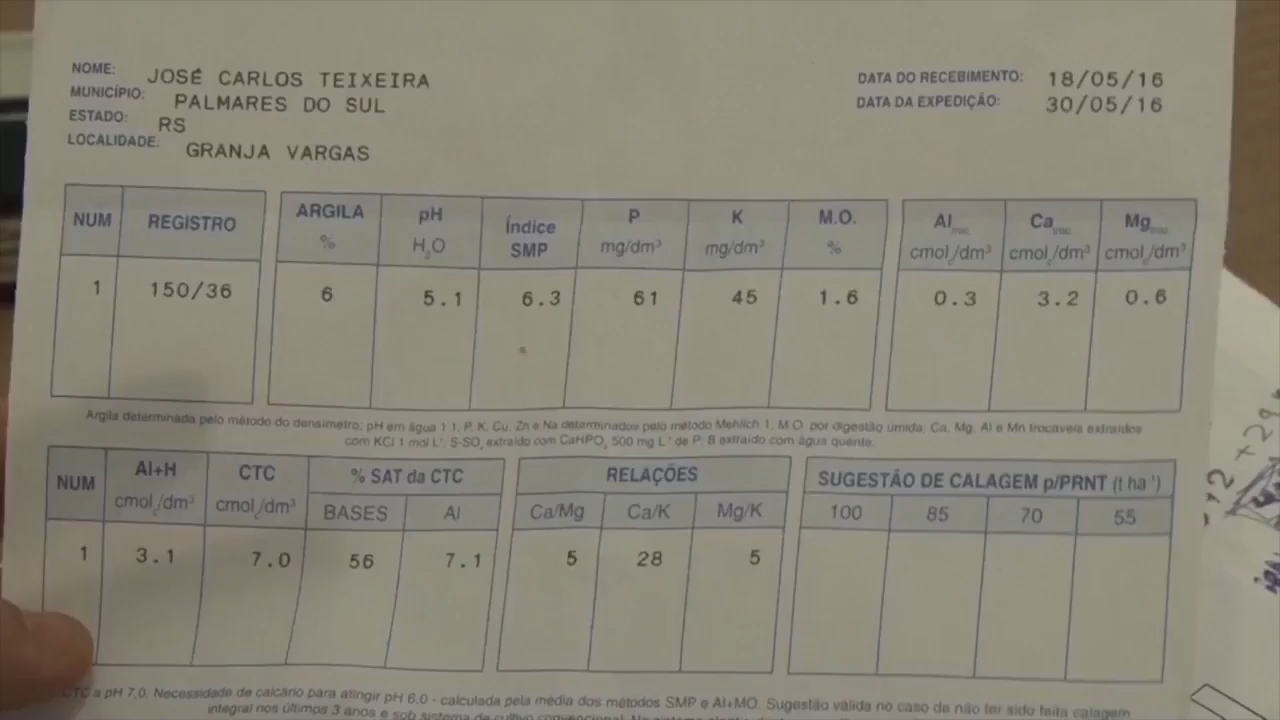 NOME: JOSÉ CARLOS TEIXEIRA
MUNICÍPIO: PALMARES DO SUL
ESTADO: RS
LOCALIDADE: GRANJA VARGAS
DATA DO RECEBIMENTO: 18/05/16
DATA DA EXPEDIÇÃO: 30/05/16
NUM REGISTRO ARGILA % pH H₂O Índice SMP P mg/dm³ K mg/dm³ M.O. % Al troc. cmolc/dm³ Ca troc. cmolc/dm³ Mg troc. cmolc/dm³
1 150/36 6 5.1 6.3 61 45 1.6 0.3 3.2 0.6
Argila determinada pelo método do densímetro; pH em água 1:1; P, K, Cu, Zn e Na determinados pelo método Mehlich 1; M.O. por digestão úmida; Ca, Mg, Al e Mn trocáveis extraídos
com KCl 1 mol L⁻¹; S-SO₄ extraído com CaHPO₄ 500 mg L⁻¹ de P; B extraído com água quente.
NUM Al+H cmolc/dm³ CTC cmolc/dm³ % SAT da CTC RELAÇÕES SUGESTÃO DE CALAGEM p/PRNT (t ha⁻¹)
BASES Al Ca/Mg Ca/K Mg/K 100 85 70 55
1 3.1 7.0 56 7.1 5 28 5
CTC a pH 7,0. Necessidade de calcário para atingir pH 6,0 - calculada pela média dos métodos SMP e Al+MO. Sugestão válida no caso de não ter sido feita calagem
integral nos últimos 3 anos e sob sistema de cultivo convencional.